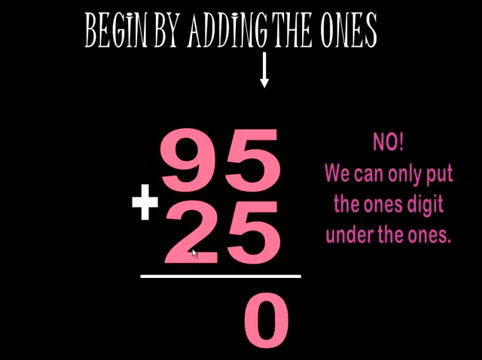 BEGIN BY ADDING THE ONES
95
+
25
0
NO!
We can only put
the ones digit
under the ones.